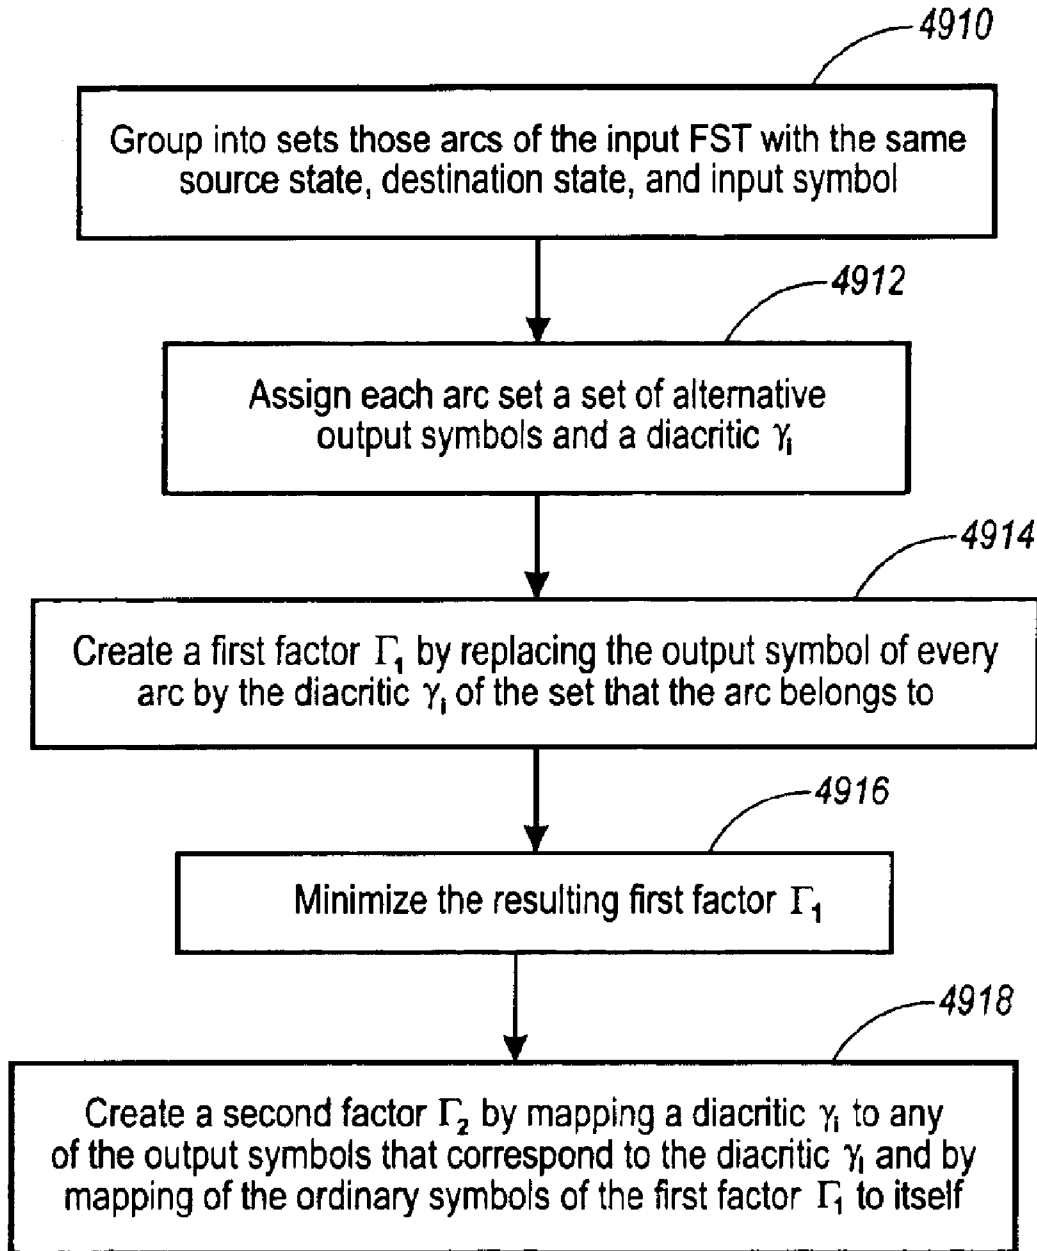 4910
Group into sets those arcs of the input FST with the same
source state, destination state, and input symbol
4912
Assign each arc set a set of alternative
output symbols and a diacritic γi
4914
Create a first factor Γ1 by replacing the output symbol of every
arc by the diacritic γi of the set that the arc belongs to
4916
Minimize the resulting first factor Γ1
4918
Create a second factor Γ2 by mapping a diacritic γi to any
of the output symbols that correspond to the diacritic γi and by
mapping of the ordinary symbols of the first factor Γ1 to itself